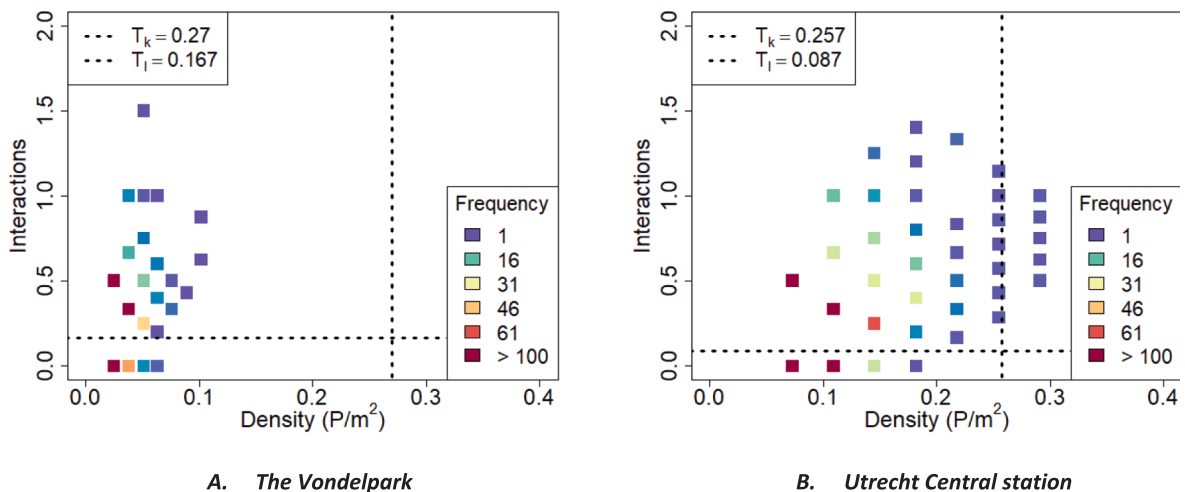 T_k = 0.27
T_l = 0.167
2.0
1.5
1.0
0.5
0.0
Interactions
Frequency
1
16
31
46
61
> 100
0.0 0.1 0.2 0.3 0.4
Density (P/m²)
A. The Vondelpark
T_k = 0.257
T_l = 0.087
2.0
1.5
1.0
0.5
0.0
Interactions
Frequency
1
16
31
46
61
> 100
0.0 0.1 0.2 0.3 0.4
Density (P/m²)
B. Utrecht Central station